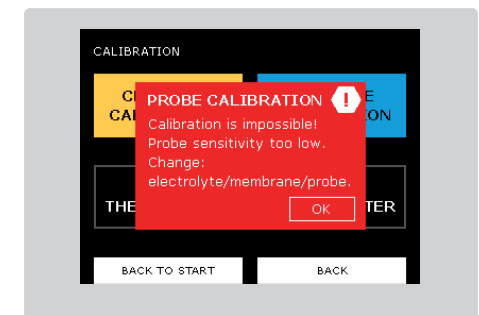 CALIBRATION
PROBE CALIBRATION !
Calibration is impossible!
Probe sensitivity too low.
Change:
electrolyte/membrane/probe.
OK
BACK TO START
BACK